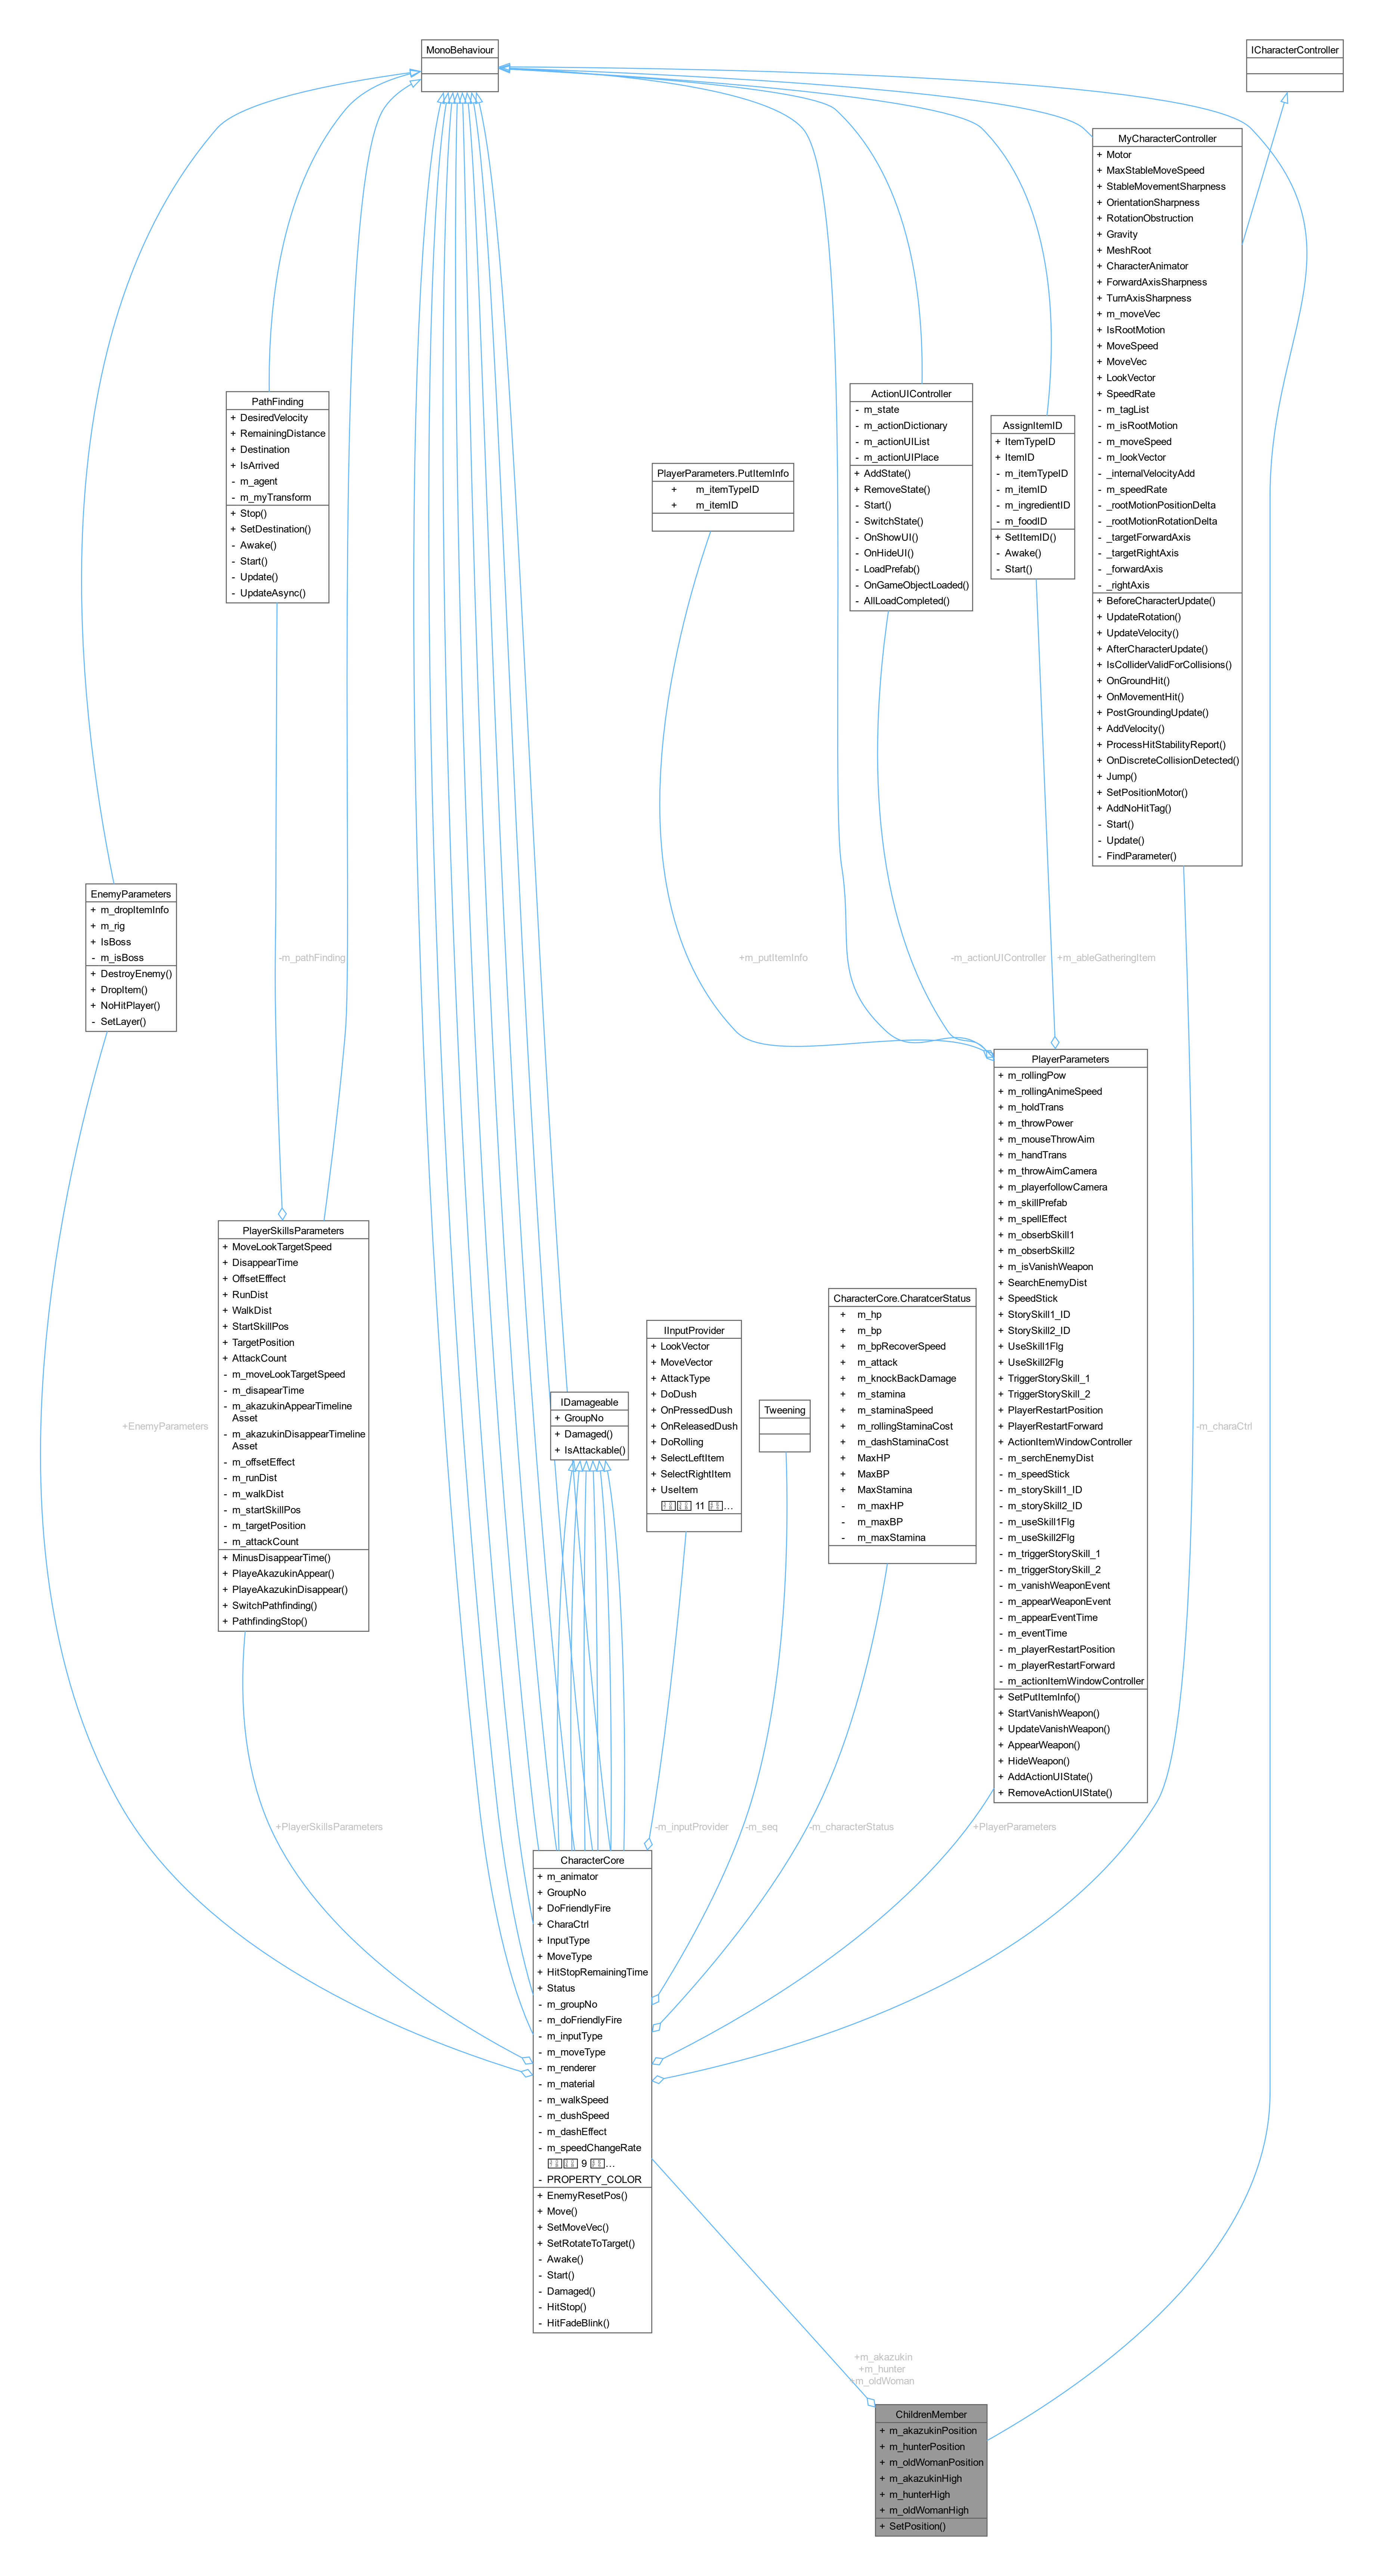 MonoBehaviour
ICharacterController
MyCharacterController
+ Motor
+ MaxStableMoveSpeed
+ StableMovementSharpness
+ OrientationSharpness
+ RotationObstruction
+ Gravity
+ MeshRoot
+ CharacterAnimator
+ ForwardAxisSharpness
+ TurnAxisSharpness
+ m_moveVec
+ IsRootMotion
+ MoveSpeed
+ MoveVec
+ LookVector
+ SpeedRate
- m_tagList
- m_isRootMotion
- m_moveSpeed
- m_lookVector
- _internalVelocityAdd
- m_speedRate
- _rootMotionPositionDelta
- _rootMotionRotationDelta
- _targetForwardAxis
- _targetRightAxis
- _forwardAxis
- _rightAxis
+ BeforeCharacterUpdate()
+ UpdateRotation()
+ UpdateVelocity()
+ AfterCharacterUpdate()
+ IsColliderValidForCollisions()
+ OnGroundHit()
+ OnMovementHit()
+ PostGroundingUpdate()
+ AddVelocity()
+ ProcessHitStabilityReport()
+ OnDiscreteCollisionDetected()
+ Jump()
+ SetPositionMotor()
+ AddNoHitTag()
- Start()
- Update()
- FindParameter()
PathFinding
+ DesiredVelocity
+ RemainingDistance
+ Destination
+ IsArrived
- m_agent
- m_myTransform
+ Stop()
+ SetDestination()
- Awake()
- Start()
- Update()
- UpdateAsync()
PlayerParameters.PutItemInfo
+ m_itemTypeID
+ m_itemID
ActionUIController
- m_state
- m_actionDictionary
- m_actionUIList
- m_actionUIPlace
+ AddState()
+ RemoveState()
- Start()
- SwitchState()
- OnShowUI()
- OnHideUI()
- LoadPrefab()
- OnGameObjectLoaded()
- AllLoadCompleted()
AssignItemID
+ ItemTypeID
+ ItemID
- m_itemTypeID
- m_itemID
- m_ingredientID
- m_foodID
+ SetItemID()
- Awake()
- Start()
EnemyParameters
+ m_dropItemInfo
+ m_rig
+ IsBoss
- m_isBoss
+ DestroyEnemy()
+ DropItem()
+ NoHitPlayer()
- SetLayer()
-m_pathFinding
+m_putItemInfo
-m_actionUIController
+m_ableGatheringItem
PlayerParameters
+ m_rollingPow
+ m_rollingAnimeSpeed
+ m_holdTrans
+ m_throwPower
+ m_mouseThrowAim
+ m_handTrans
+ m_throwAimCamera
+ m_playerfollowCamera
+ m_skillPrefab
+ m_spellEffect
+ m_obserbSkill1
+ m_obserbSkill2
+ m_isVanishWeapon
+ SearchEnemyDist
+ SpeedStick
+ StorySkill1_ID
+ StorySkill2_ID
+ UseSkill1Flg
+ UseSkill2Flg
+ TriggerStorySkill_1
+ TriggerStorySkill_2
+ PlayerRestartPosition
+ PlayerRestartForward
+ ActionItemWindowController
- m_serchEnemyDist
- m_speedStick
- m_storySkill1_ID
- m_storySkill2_ID
- m_useSkill1Flg
- m_useSkill2Flg
- m_triggerStorySkill_1
- m_triggerStorySkill_2
- m_vanishWeaponEvent
- m_appearWeaponEvent
- m_appearEventTime
- m_eventTime
- m_playerRestartPosition
- m_playerRestartForward
- m_actionItemWindowController
+ SetPutItemInfo()
+ StartVanishWeapon()
+ UpdateVanishWeapon()
+ AppearWeapon()
+ HideWeapon()
+ AddActionUIState()
+ RemoveActionUIState()
PlayerSkillsParameters
+ MoveLookTargetSpeed
+ DisappearTime
+ OffsetEfffect
+ RunDist
+ WalkDist
+ StartSkillPos
+ TargetPosition
+ AttackCount
- m_moveLookTargetSpeed
- m_disapearTime
- m_akazukinAppearTimeline
Asset
- m_akazukinDisappearTimeline
Asset
- m_offsetEffect
- m_runDist
- m_walkDist
- m_startSkillPos
- m_targetPosition
- m_attackCount
+ MinusDisappearTime()
+ PlayeAkazukinAppear()
+ PlayeAkazukinDisappear()
+ SwitchPathfinding()
+ PathfindingStop()
CharacterCore.CharatcerStatus
+ m_hp
+ m_bp
+ m_bpRecoverSpeed
+ m_attack
+ m_knockBackDamage
+ m_stamina
+ m_staminaSpeed
+ m_rollingStaminaCost
+ m_dashStaminaCost
+ MaxHP
+ MaxBP
+ MaxStamina
- m_maxHP
- m_maxBP
- m_maxStamina
IInputProvider
+ LookVector
+ MoveVector
+ AttackType
+ DoDush
+ OnPressedDush
+ OnReleasedDush
+ DoRolling
+ SelectLeftItem
+ SelectRightItem
+ UseItem
11 ...
IDamageable
+ GroupNo
+ Damaged()
+ IsAttackable()
Tweening
+EnemyParameters
-m_charaCtrl
+PlayerSkillsParameters
-m_inputProvider
-m_seq
-m_characterStatus
+PlayerParameters
CharacterCore
+ m_animator
+ GroupNo
+ DoFriendlyFire
+ CharaCtrl
+ InputType
+ MoveType
+ HitStopRemainingTime
+ Status
- m_groupNo
- m_doFriendlyFire
- m_inputType
- m_moveType
- m_renderer
- m_material
- m_walkSpeed
- m_dushSpeed
- m_dashEffect
- m_speedChangeRate
9 ...
- PROPERTY_COLOR
+ EnemyResetPos()
+ Move()
+ SetMoveVec()
+ SetRotateToTarget()
- Awake()
- Start()
- Damaged()
- HitStop()
- HitFadeBlink()
+m_akazukin
+m_hunter
+m_oldWoman
ChildrenMember
+ m_akazukinPosition
+ m_hunterPosition
+ m_oldWomanPosition
+ m_akazukinHigh
+ m_hunterHigh
+ m_oldWomanHigh
+ SetPosition()